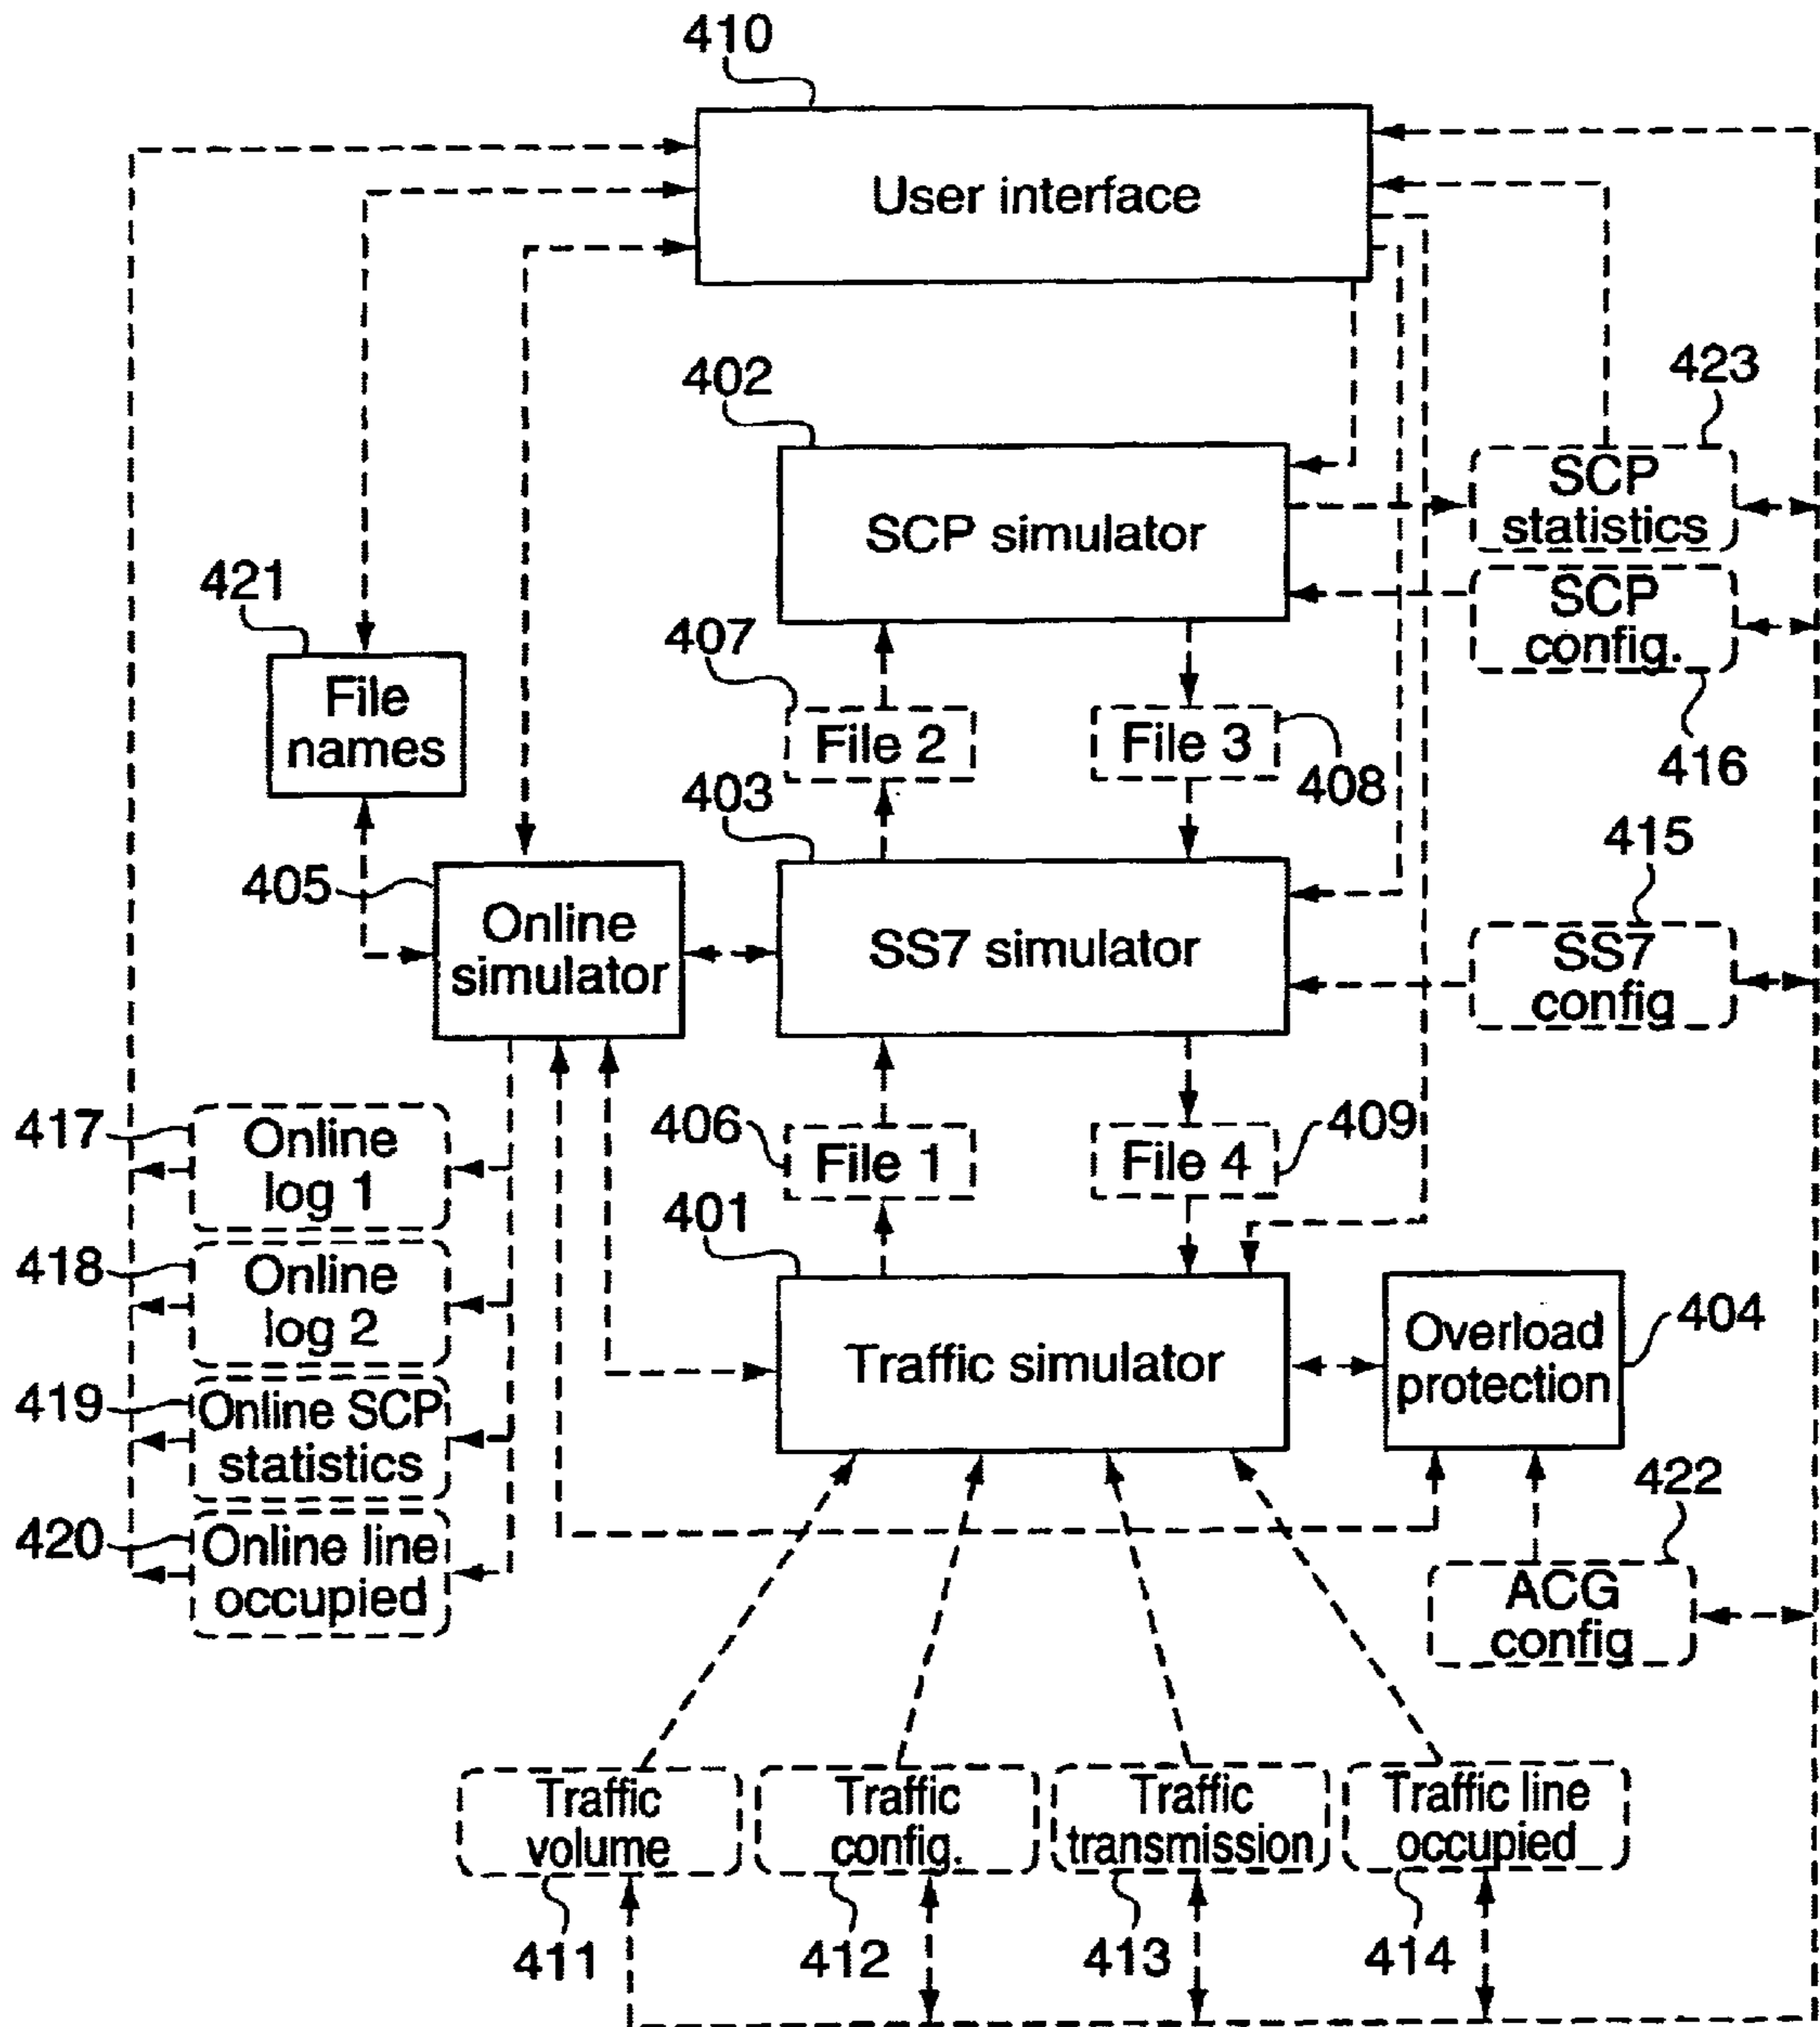 410
User interface
402
423
SCP simulator
SCP
statistics
421
407
SCP
config.
File
names
File 2
File 3
408
416
403
415
405
Online
simulator
SS7 simulator
SS7
config
417
Online
log 1
406
File 1
File 4
409
401
418
Online
log 2
Traffic simulator
Overload
protection
404
419
Online SCP
statistics
422
420
Online line
occupied
ACG
config
Traffic
volume
Traffic
config.
Traffic
transmission
Traffic line
occupied
411
412
413
414